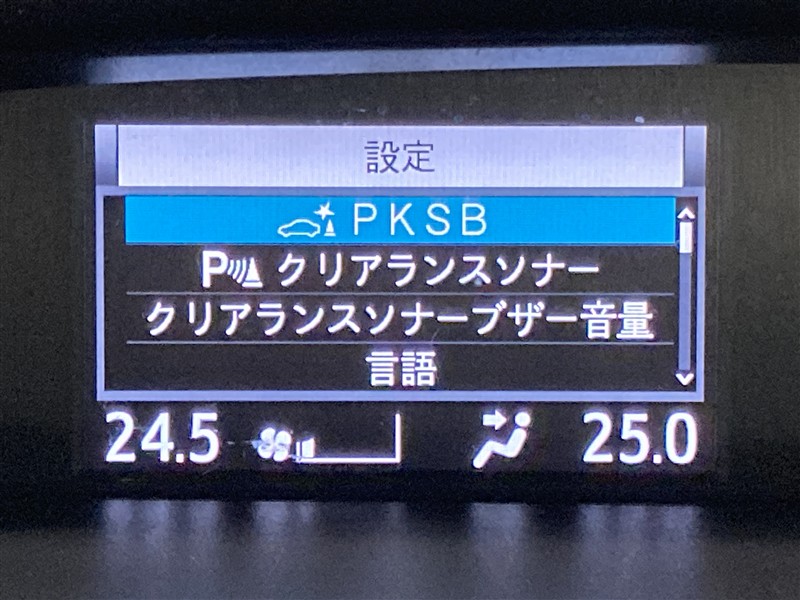 設定
PKSB
P クリアランスソナー
クリアランスソナーブザー音量
言語
24.5 25.0